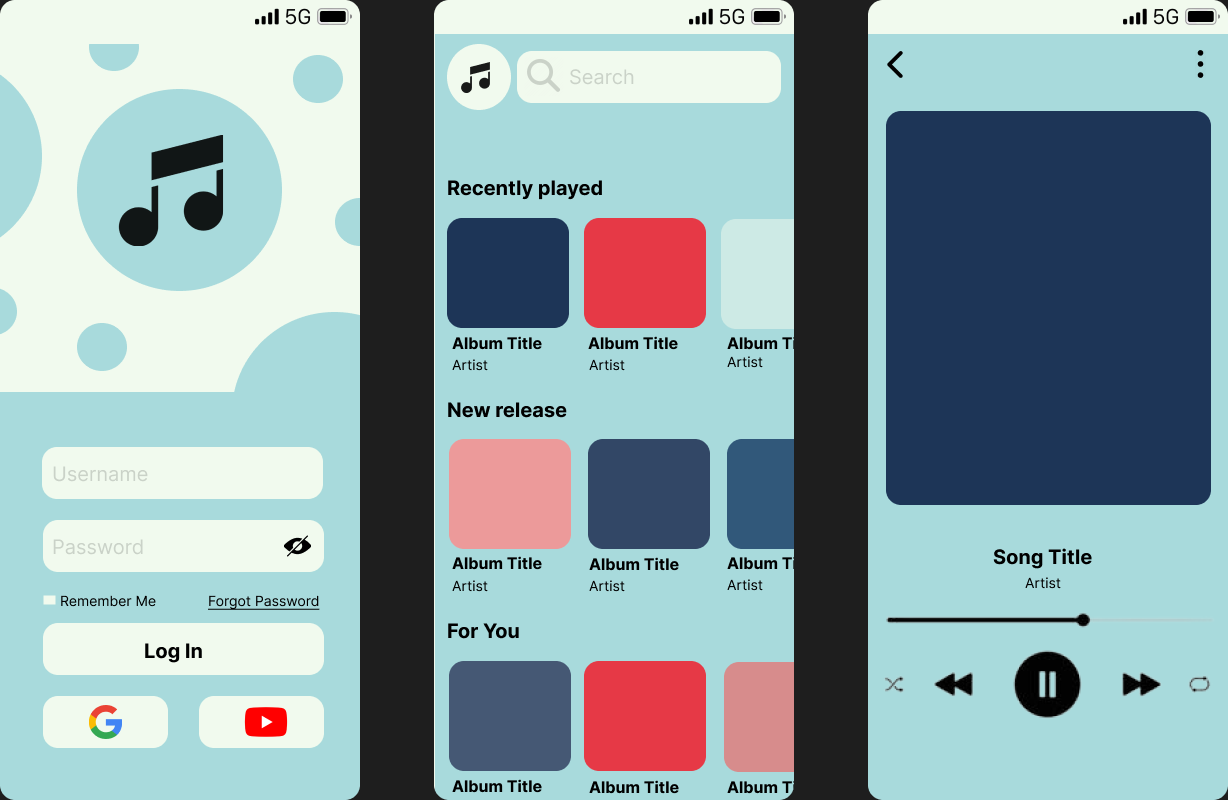 5G
Username
Password
Remember Me Forgot Password
Log In
5G
Search
Recently played
Album Title Album Title Album Ti
Artist Artist Artist
New release
Album Title Album Title Album Ti
Artist Artist Artist
For You
Album Title Album Title Album T
5G
Song Title
Artist